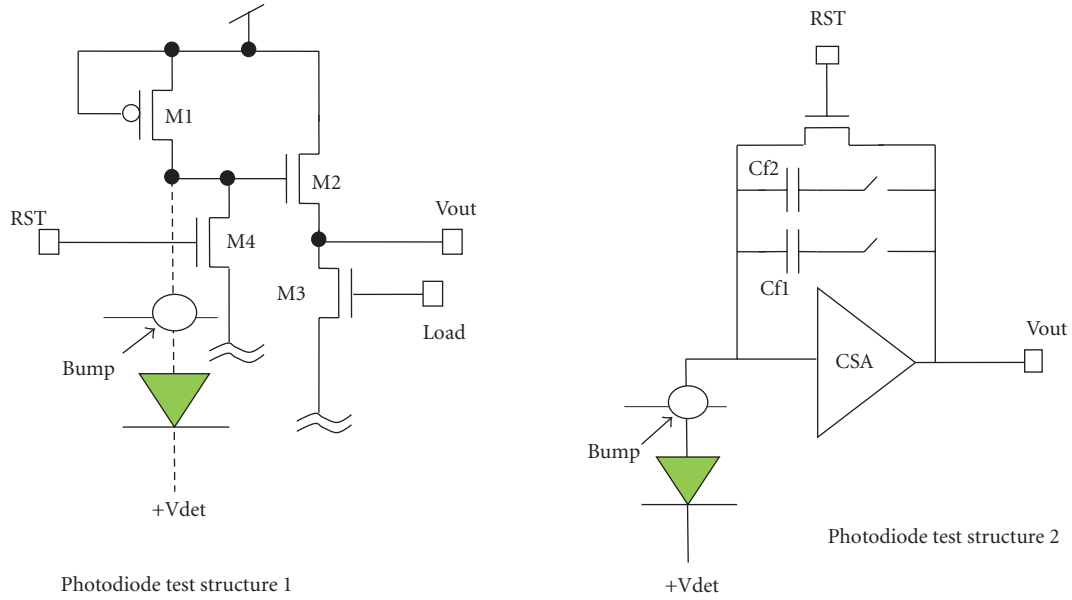 M1
M2
RST
M4
Vout
M3
Load
Bump
+Vdet
Photodiode test structure 1
RST
Cf2
Cf1
CSA
Vout
Bump
+Vdet
Photodiode test structure 2